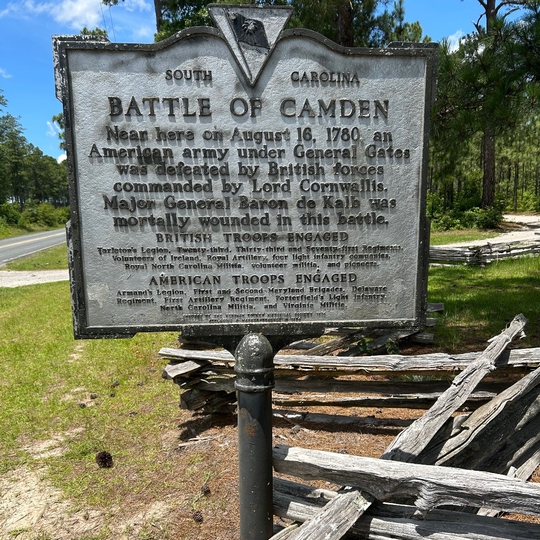 SOUTH CAROLINA
BATTLE OF CAMDEN
Near here on August 16, 1780, an
American army under General Gates
was defeated by British forces
commanded by Lord Cornwallis.
Major General Baron de Kalb was
mortally wounded in this battle.
BRITISH TROOPS ENGAGED
Tarleton's Legion, Twenty-third, Thirty-third and Seventy-first Regiments,
Volunteers of Ireland, Royal Artillery, four light infantry companies,
Royal North Carolina Militia, volunteer militia, and pioneers.
AMERICAN TROOPS ENGAGED
Armand's Legion, First and Second Maryland Brigades, Delaware
Regiment, First Artillery Regiment, Porterfield's Light Infantry,
North Carolina Militia, and Virginia Militia.